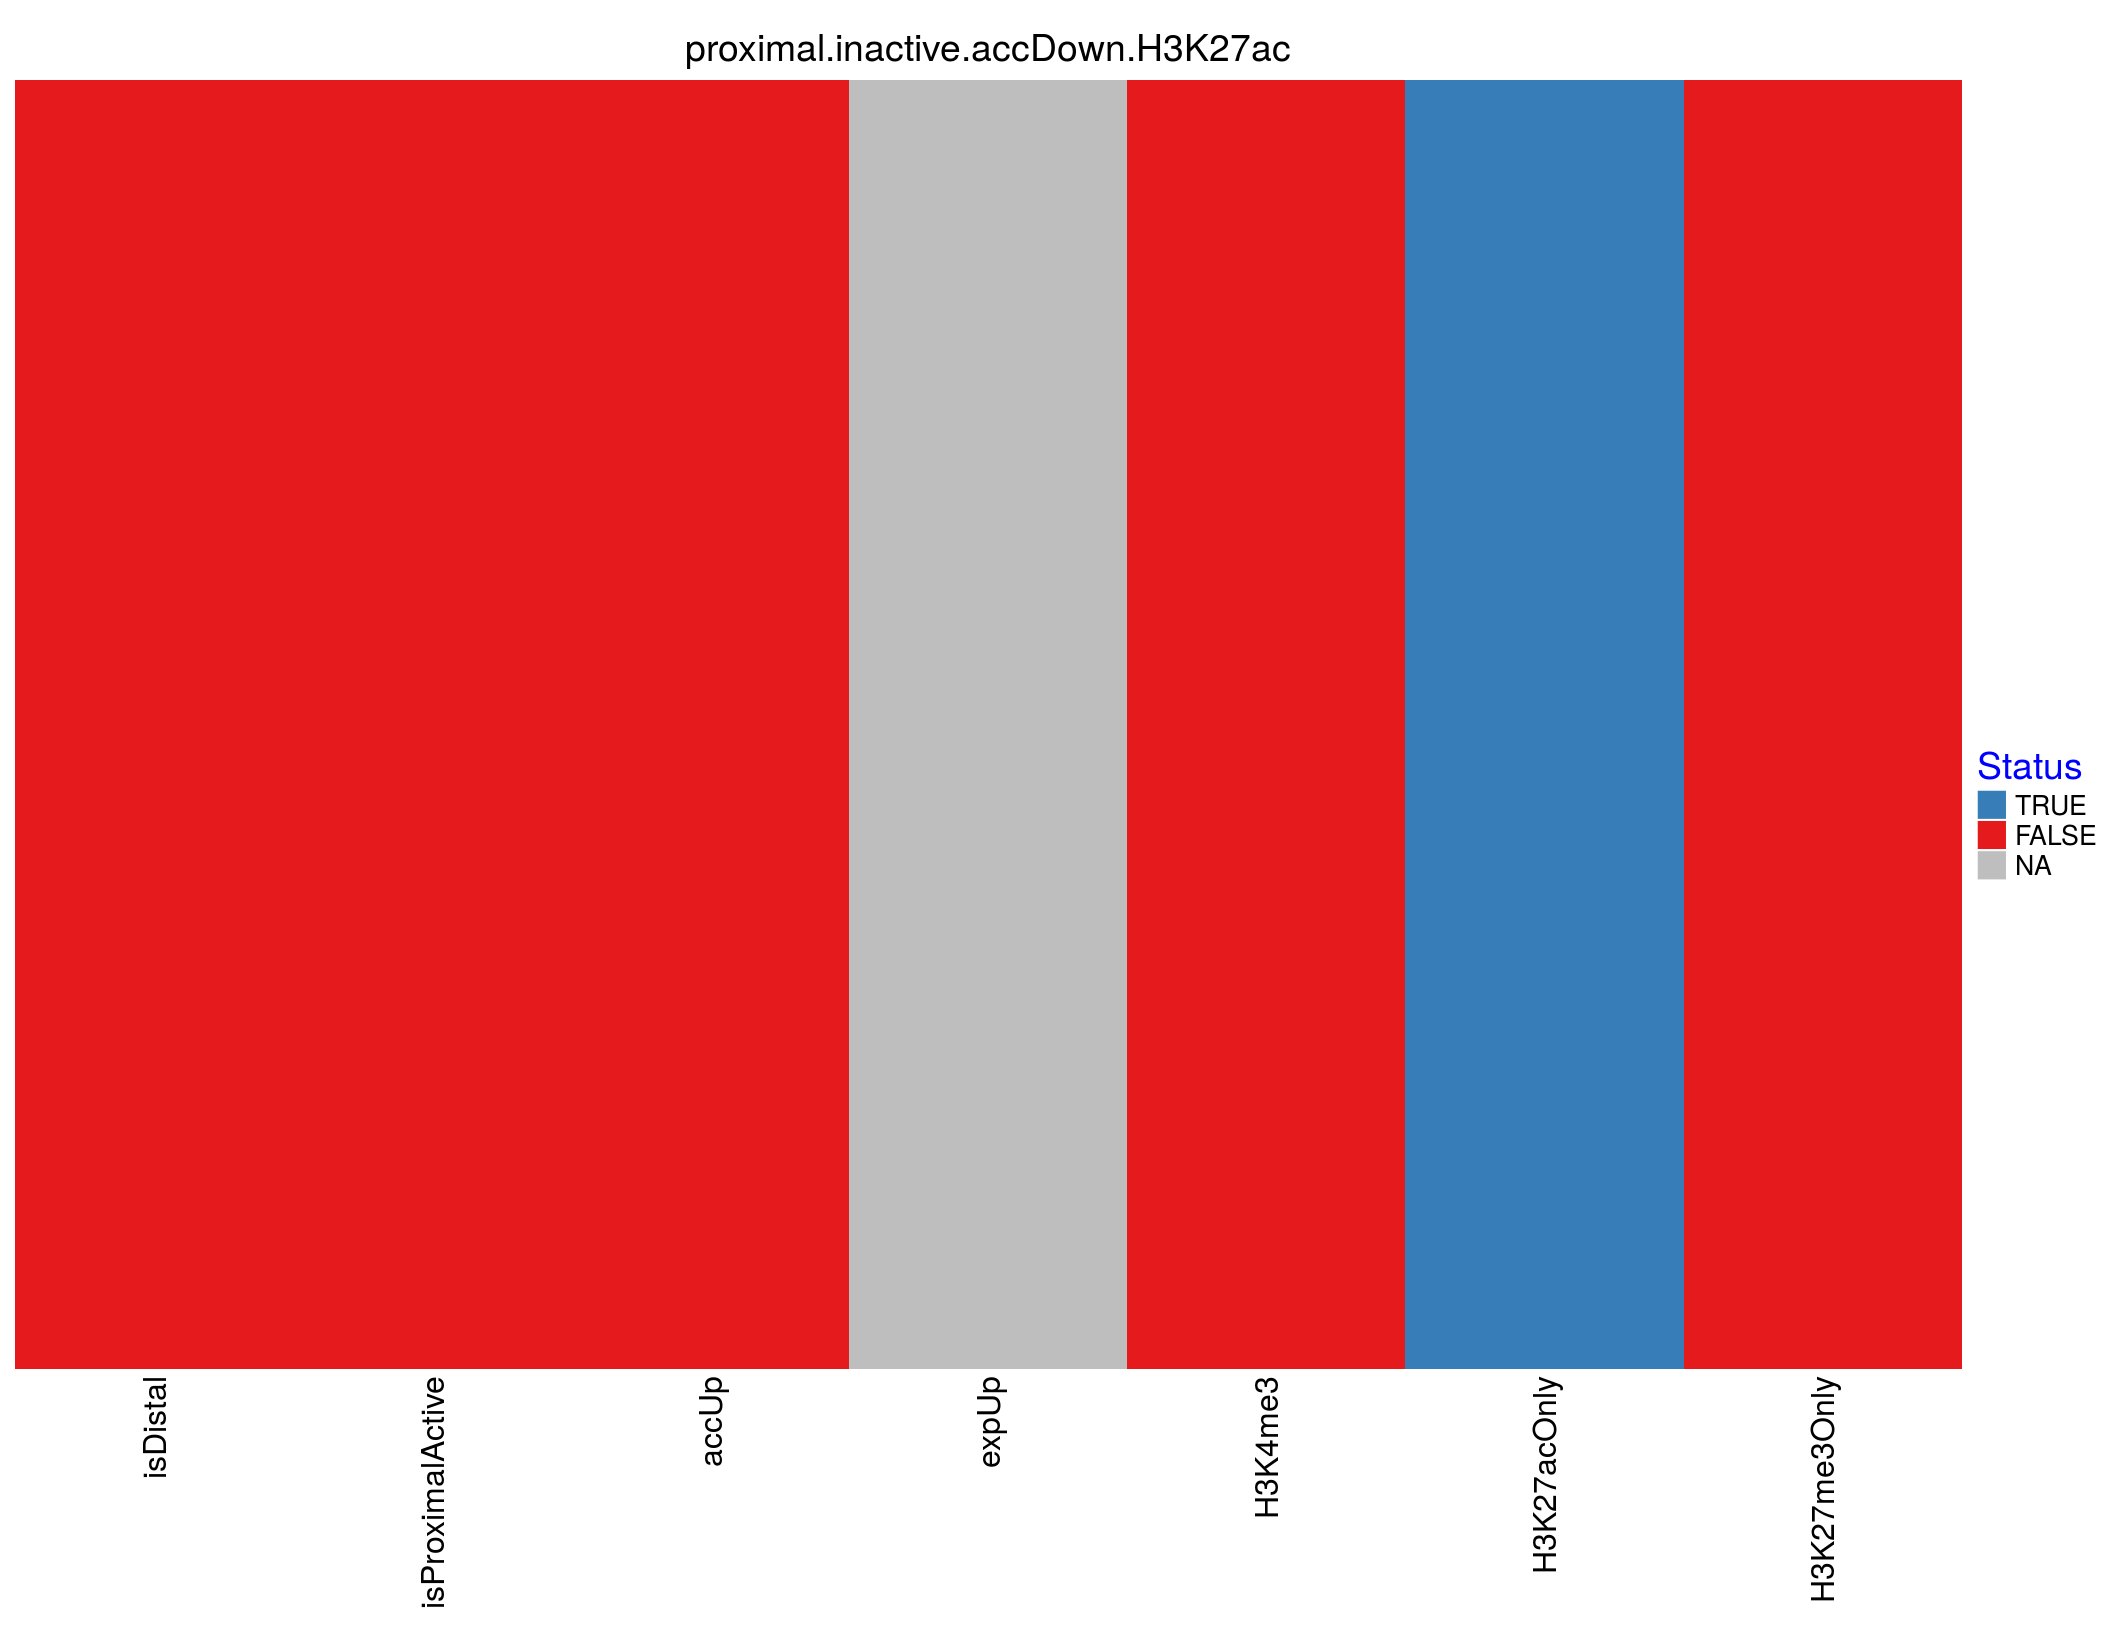 proximal.inactive.accDown.H3K27ac
Status
TRUE
FALSE
NA
isDistal
isProximalActive
accUp
expUp
H3K4me3
H3K27acOnly
H3K27me3Only